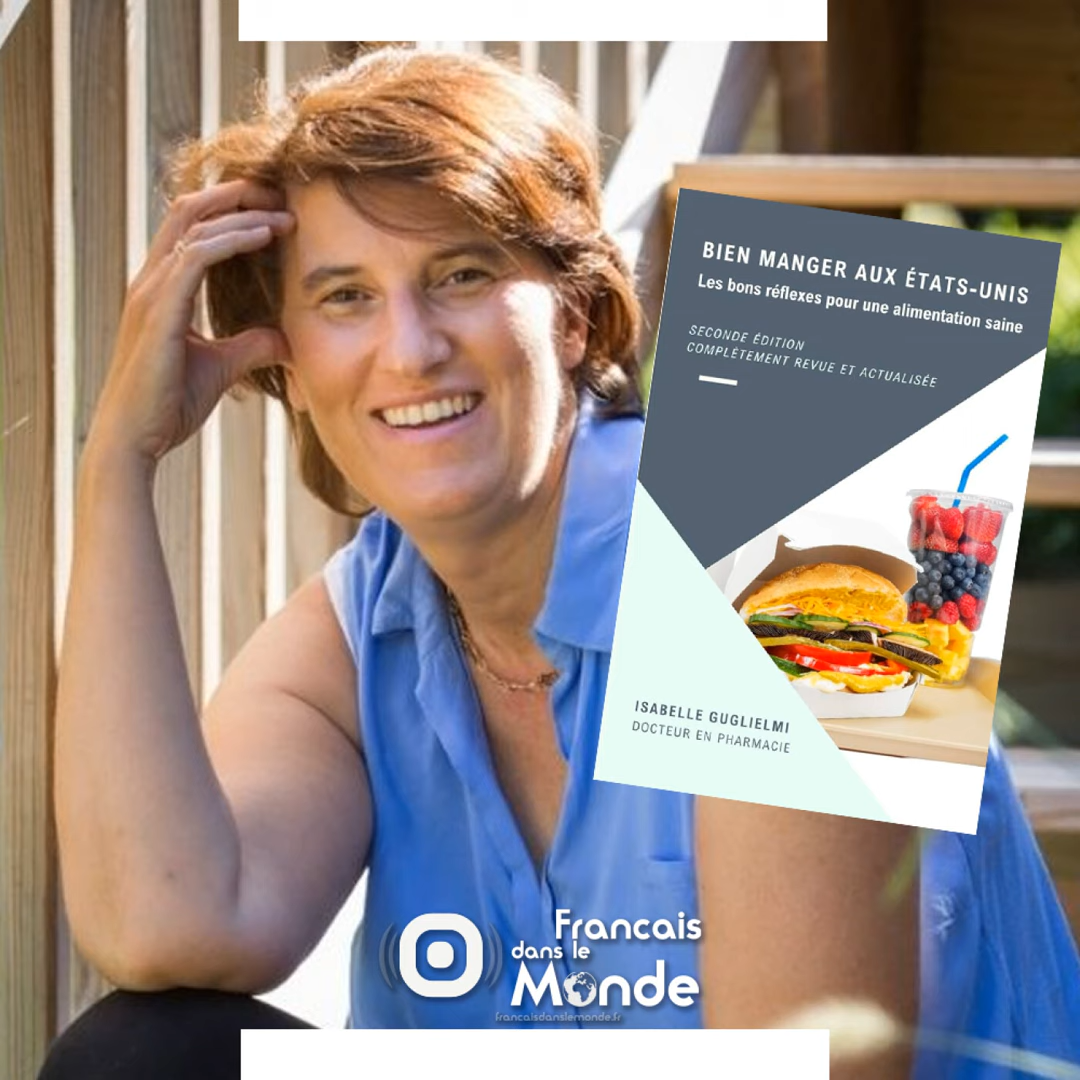 BIEN MANGER AUX ÉTATS-UNIS
Les bons réflexes pour une alimentation saine
SECONDE ÉDITION
COMPLÈTEMENT REVUE ET ACTUALISÉE
ISABELLE GUGLIELMI
DOCTEUR EN PHARMACIE
Francais
dans le
Monde
francaisdanslemonde.fr